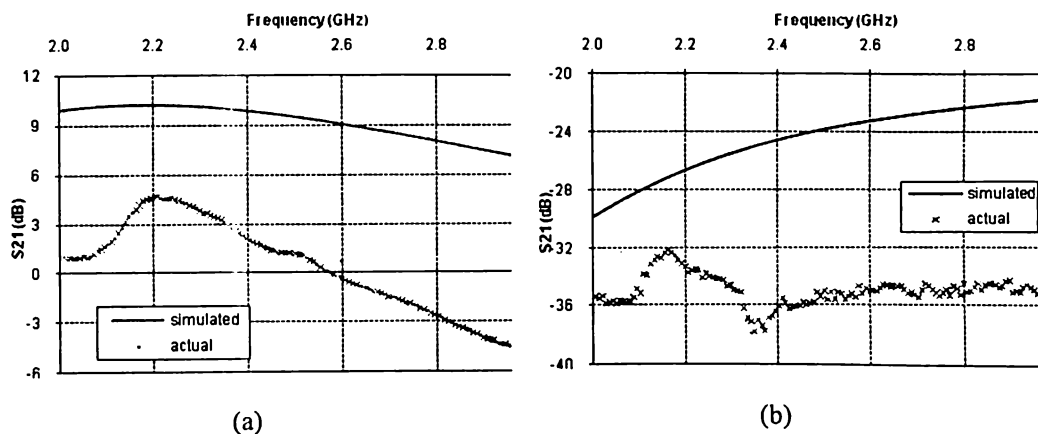 Frequency (GHz)
2.0 2.2 2.4 2.6 2.8
12
9
6
3
0
-3
-6
S21 (dB)
simulated
actual
(a)
Frequency (GHz)
2.0 2.2 2.4 2.6 2.8
-20
-24
-28
-32
-36
-40
S21 (dB)
simulated
actual
(b)